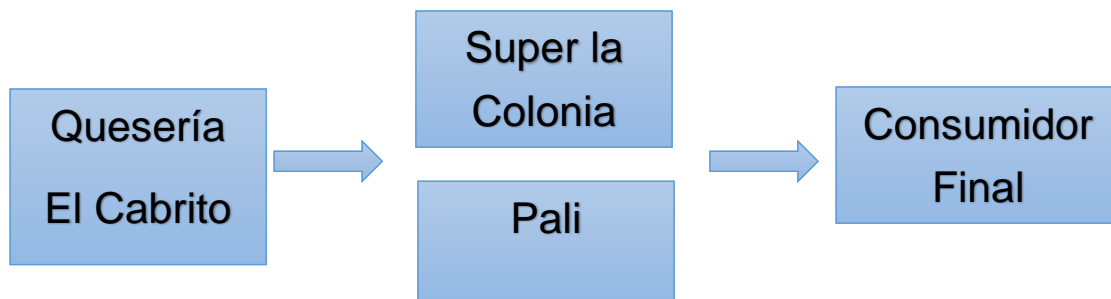 Quesería
El Cabrito
Super la
Colonia
Pali
Consumidor
Final